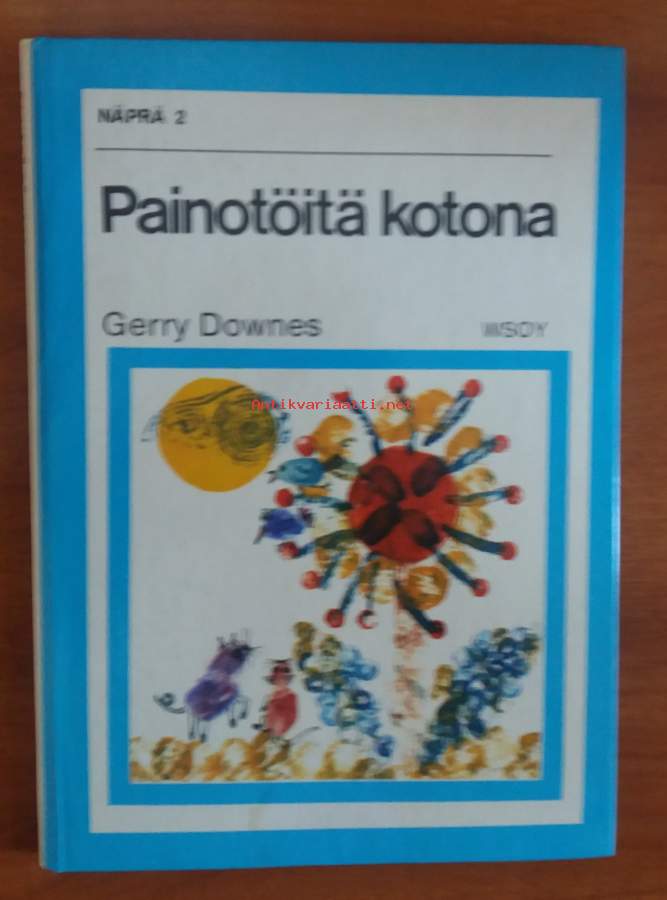 NÄPRÄ 2
Painotöitä kotona
Gerry Downes
WSOY
Antikvariaatti.net